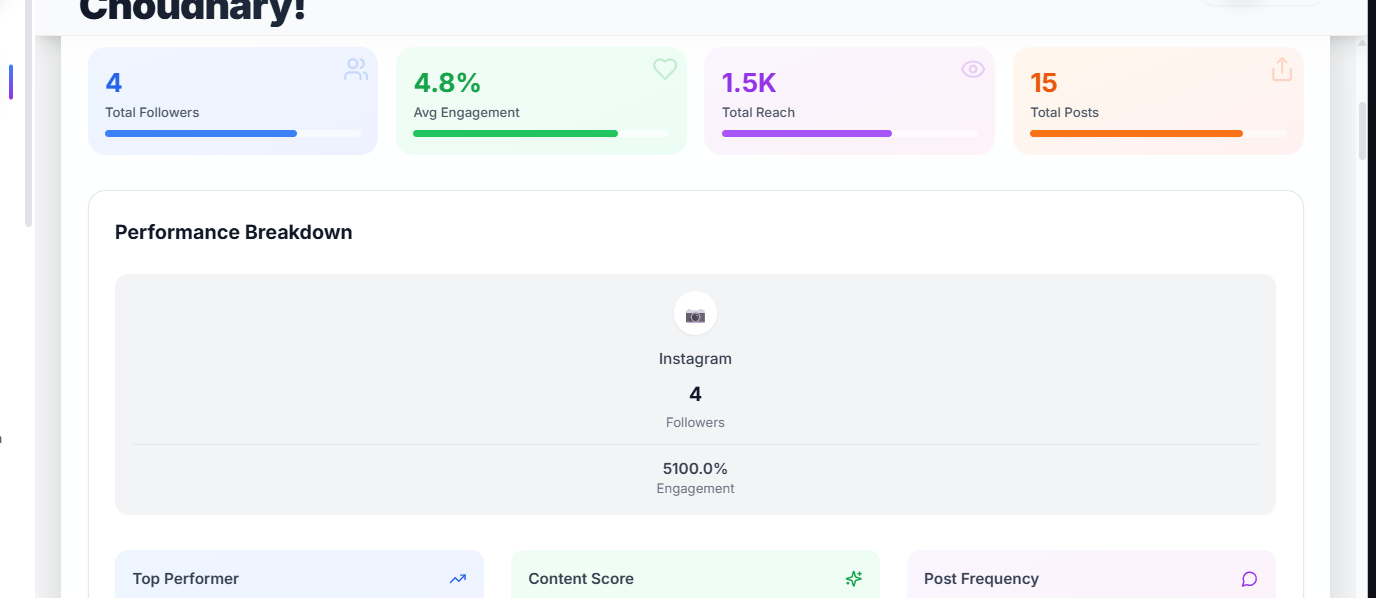 Choudhary!
4
Total Followers
4.8%
Avg Engagement
1.5K
Total Reach
15
Total Posts
Performance Breakdown
Instagram
4
Followers
5100.0%
Engagement
Top Performer
Content Score
Post Frequency